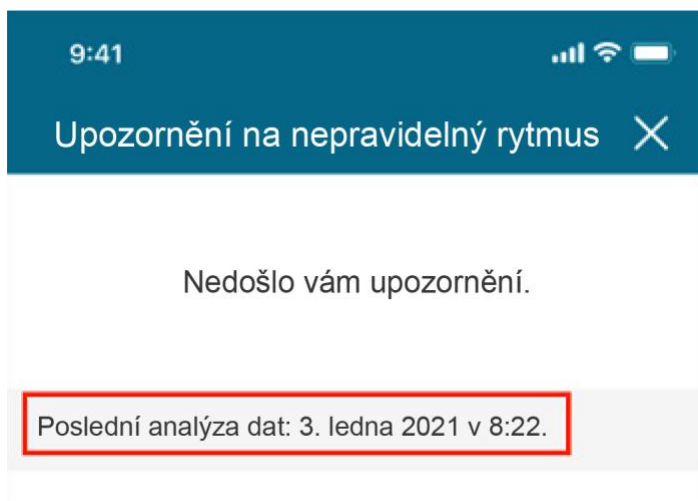 9:41
Upozornění na nepravidelný rytmus
Nedošlo vám upozornění.
Poslední analýza dat: 3. ledna 2021 v 8:22.